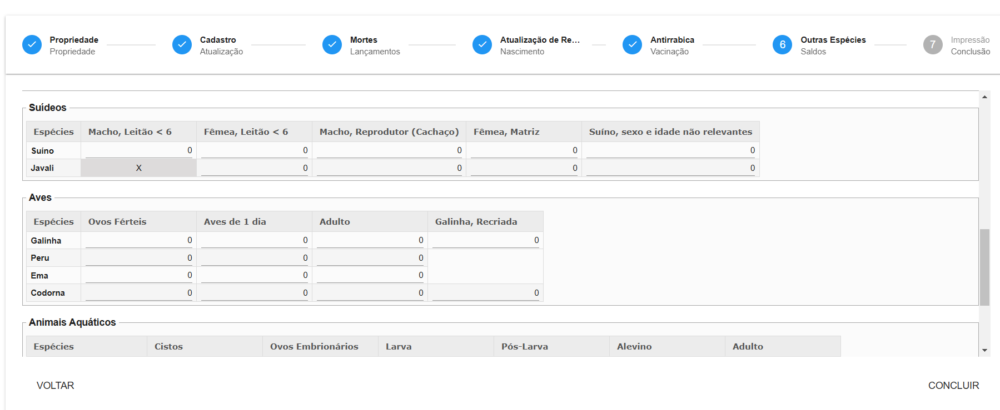 Propriedade
Propriedade
Cadastro
Atualização
Mortes
Lançamentos
Atualização de Re...
Nascimento
Antirrabica
Vacinação
6
Outras Espécies
Saldos
7
Impressão
Conclusão
Suídeos
Espécies Macho, Leitão < 6 Fêmea, Leitão < 6 Macho, Reprodutor (Cachaço) Fêmea, Matriz Suíno, sexo e idade não relevantes
Suíno 0 0 0 0 0
Javali X 0 0 0 0
Aves
Espécies Ovos Férteis Aves de 1 dia Adulto Galinha, Recriada
Galinha 0 0 0 0
Peru 0 0 0
Ema 0 0 0
Codorna 0 0 0 0
Animais Aquáticos
Espécies Cistos Ovos Embrionários Larva Pós-Larva Alevino Adulto
VOLTAR CONCLUIR